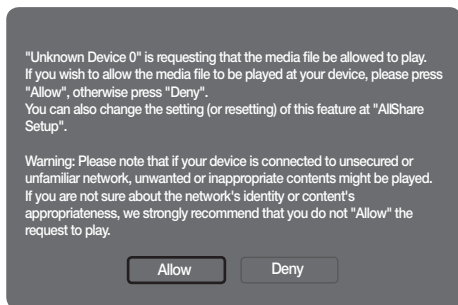 "Unknown Device 0" is requesting that the media file be allowed to play.
If you wish to allow the media file to be played at your device, please press
"Allow", otherwise press "Deny".
You can also change the setting (or resetting) of this feature at "AllShare
Setup".
Warning: Please note that if your device is connected to unsecured or
unfamiliar network, unwanted or inappropriate contents might be played.
If you are not sure about the network's identity or content's
appropriateness, we strongly recommend that you do not "Allow" the
request to play.
Allow Deny